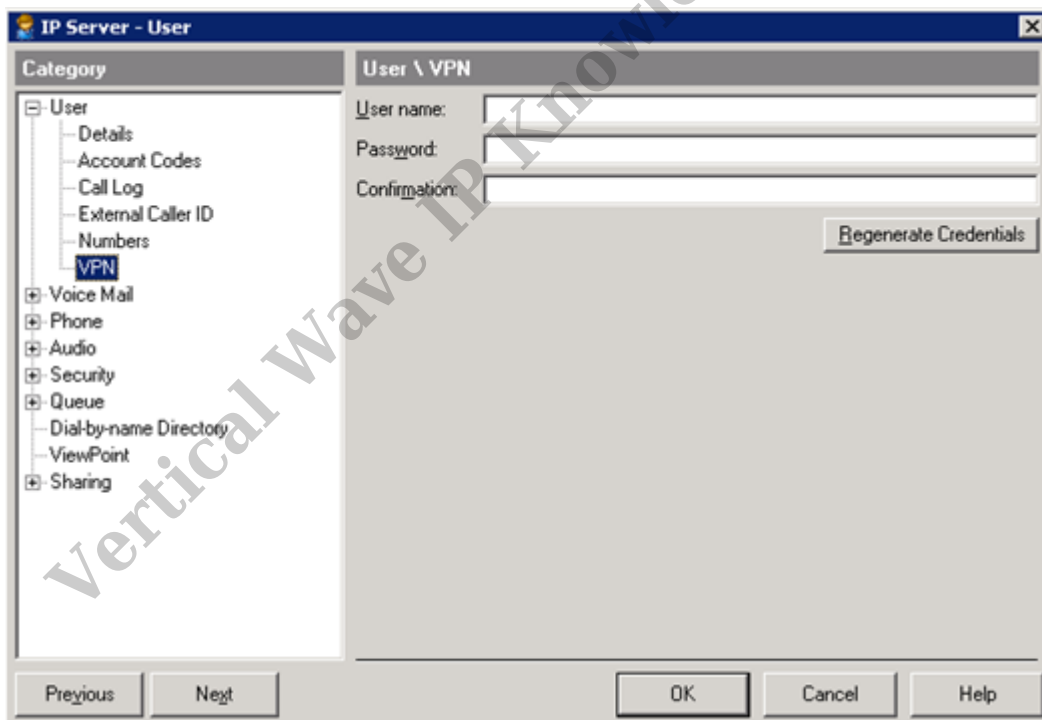 IP Server - User
Category
User
Details
Account Codes
Call Log
External Caller ID
Numbers
VPN
Voice Mail
Phone
Audio
Security
Queue
Dial-by-name Directory
ViewPoint
Sharing
User \ VPN
User name:
Password:
Confirmation:
Regenerate Credentials
Previous
Next
OK
Cancel
Help
Vertical Wave IP